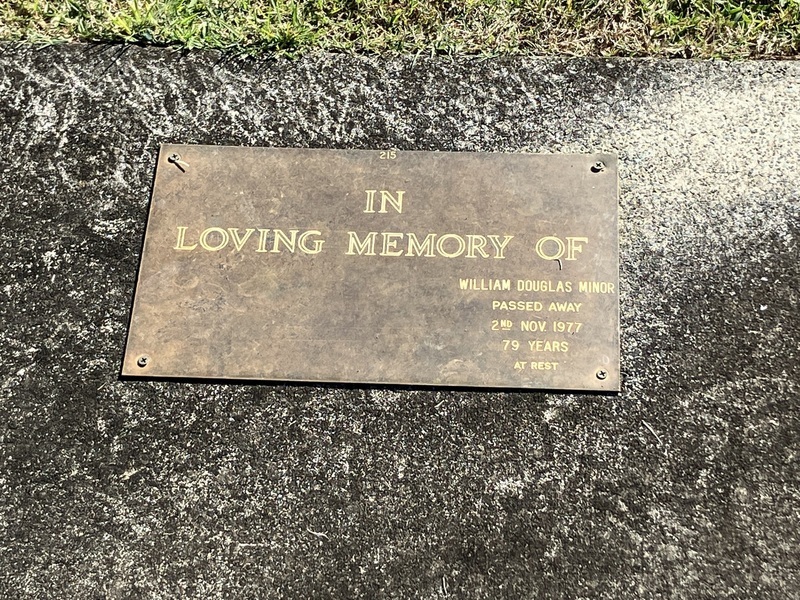 215
IN
LOVING MEMORY OF
WILLIAM DOUGLAS MINOR
PASSED AWAY
2ND NOV. 1977
79 YEARS
AT REST